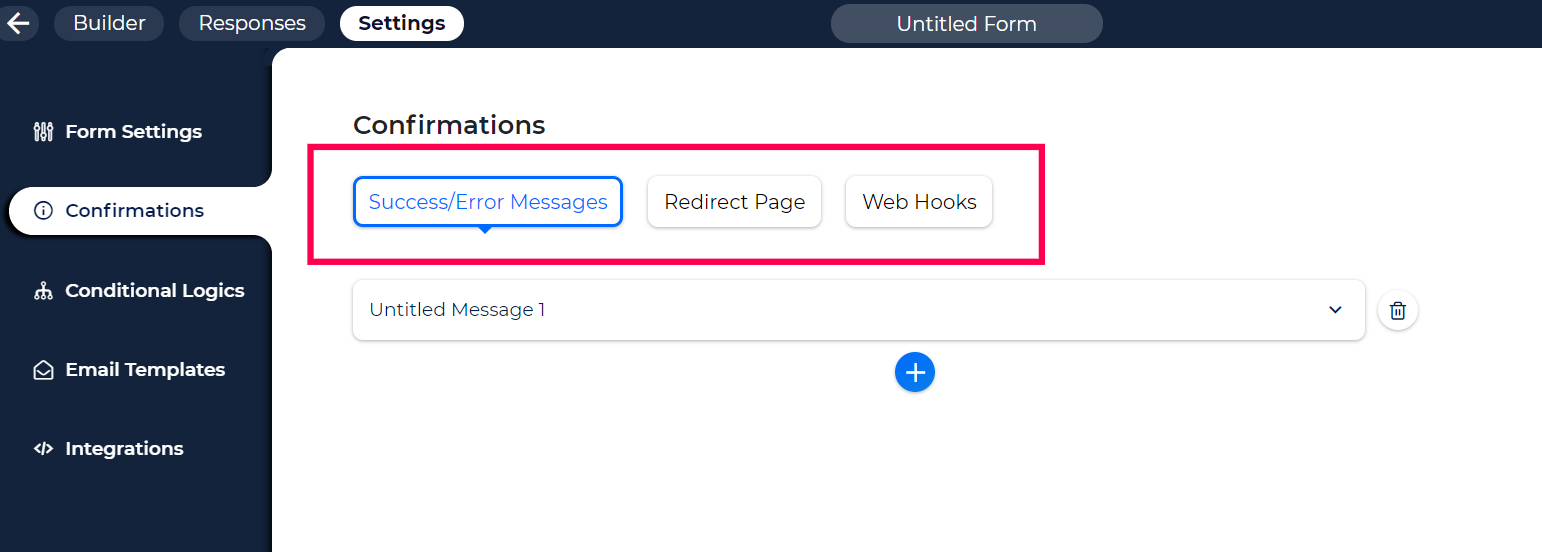 Builder Responses Settings Untitled Form
Form Settings
Confirmations
Conditional Logics
Email Templates
Integrations
Confirmations
Success/Error Messages Redirect Page Web Hooks
Untitled Message 1